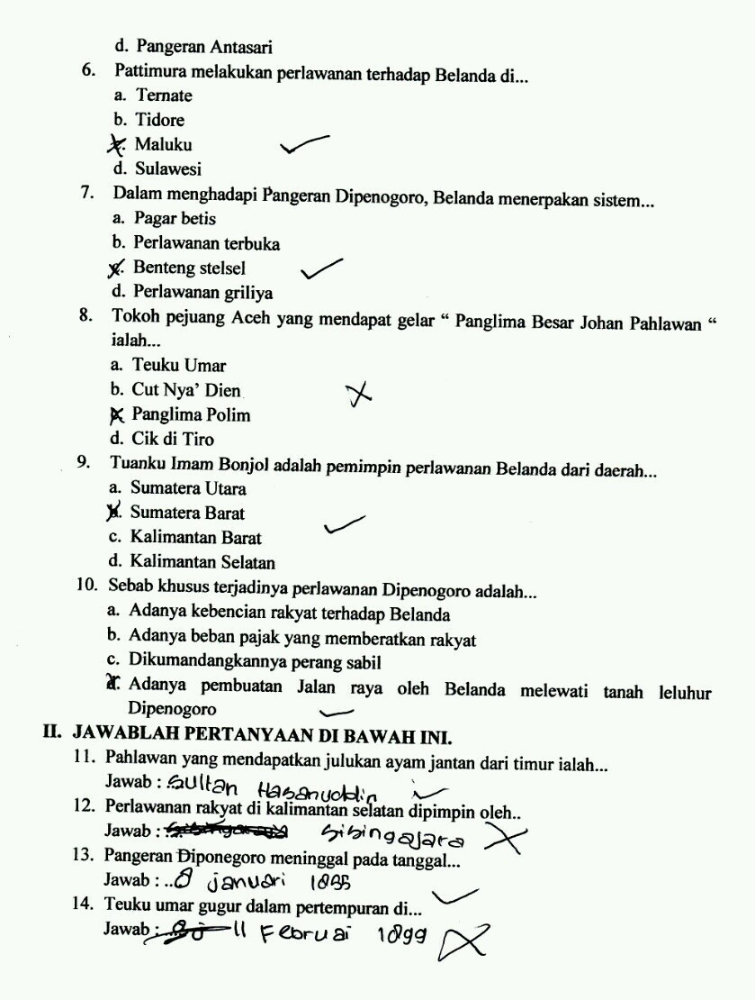 d. Pangeran Antasari
6. Pattimura melakukan perlawanan terhadap Belanda di...
a. Ternate
b. Tidore
c. Maluku
d. Sulawesi
7. Dalam menghadapi Pangeran Dipenogoro, Belanda menerpakan sistem...
a. Pagar betis
b. Perlawanan terbuka
c. Benteng stelsel
d. Perlawanan griliya
8. Tokoh pejuang Aceh yang mendapat gelar “ Panglima Besar Johan Pahlawan “
ialah...
a. Teuku Umar
b. Cut Nya’ Dien
c. Panglima Polim
d. Cik di Tiro
9. Tuanku Imam Bonjol adalah pemimpin perlawanan Belanda dari daerah...
a. Sumatera Utara
b. Sumatera Barat
c. Kalimantan Barat
d. Kalimantan Selatan
10. Sebab khusus terjadinya perlawanan Dipenogoro adalah...
a. Adanya kebencian rakyat terhadap Belanda
b. Adanya beban pajak yang memberatkan rakyat
c. Dikumandangkannya perang sabil
d. Adanya pembuatan Jalan raya oleh Belanda melewati tanah leluhur
Dipenogoro
II. JAWABLAH PERTANYAAN DI BAWAH INI.
11. Pahlawan yang mendapatkan julukan ayam jantan dari timur ialah...
Jawab : Sultan Hasanuddin
12. Perlawanan rakyat di kalimantan selatan dipimpin oleh..
Jawab : Sisingajara
13. Pangeran Diponegoro meninggal pada tanggal...
Jawab : ..8 januari 1855
14. Teuku umar gugur dalam pertempuran di...
Jawab : 11 Februai 1899